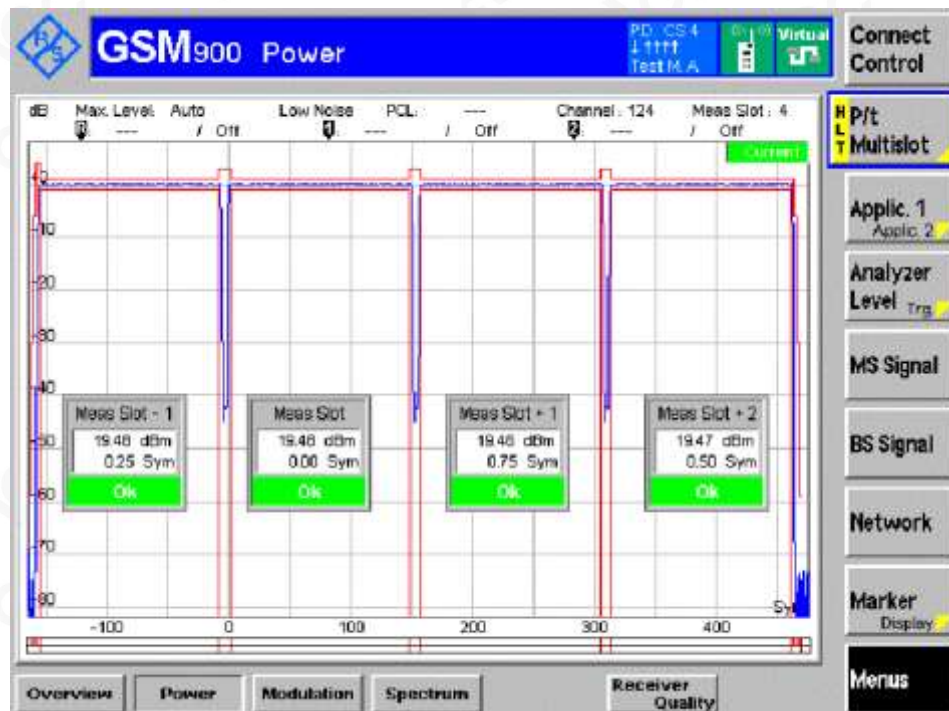 GSM900 Power
PD: CS 4
Test M. A.
Virtual
Connect Control
dB Max. Level: Auto Low Noise PCL: --- Channel: 124 Meas Slot: 4
1: --- / Off --- / Off 2: --- / Off
Current
HLT
P/t Multislot
Applic. 1
Applic. 2
Analyzer Level
Trg.
MS Signal
BS Signal
Network
Marker
Display
Menus
-10
-20
-30
-40
-50
-60
-70
-80
Meas Slot - 1
19.46 dBm
0.25 Sym
Ok
Meas Slot
19.46 dBm
0.00 Sym
Ok
Meas Slot + 1
19.46 dBm
0.75 Sym
Ok
Meas Slot + 2
19.47 dBm
0.50 Sym
Ok
-100 0 100 200 300 400
Overview Power Modulation Spectrum Receiver Quality